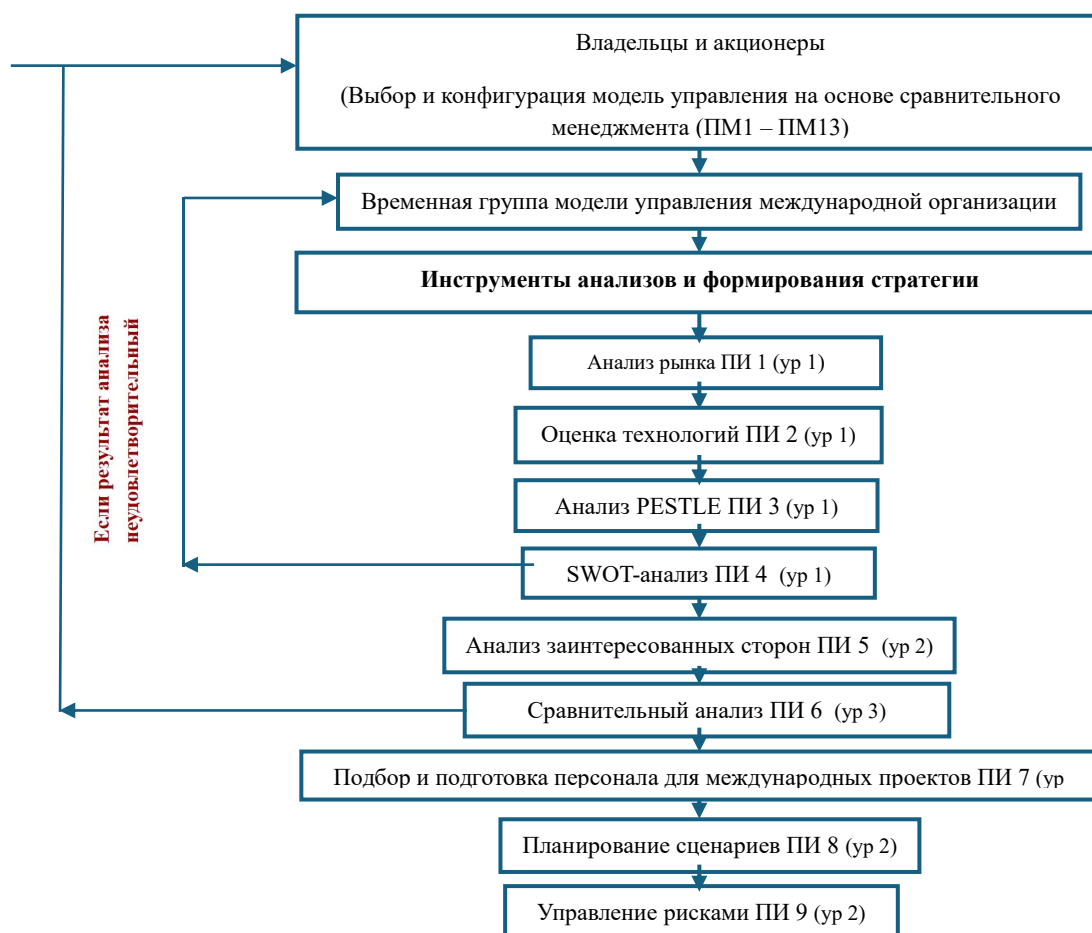 Владельцы и акционеры
(Выбор и конфигурация модель управления на основе сравнительного
менеджмента (ПМ1 – ПМ13)
Временная группа модели управления международной организации
Инструменты анализов и формирования стратегии
Анализ рынка ПИ 1 (ур 1)
Оценка технологий ПИ 2 (ур 1)
Анализ PESTLE ПИ 3 (ур 1)
SWOT-анализ ПИ 4 (ур 1)
Анализ заинтересованных сторон ПИ 5 (ур 2)
Сравнительный анализ ПИ 6 (ур 3)
Подбор и подготовка персонала для международных проектов ПИ 7 (ур
Планирование сценариев ПИ 8 (ур 2)
Управление рисками ПИ 9 (ур 2)
Если результат анализа
неудовлетворительный